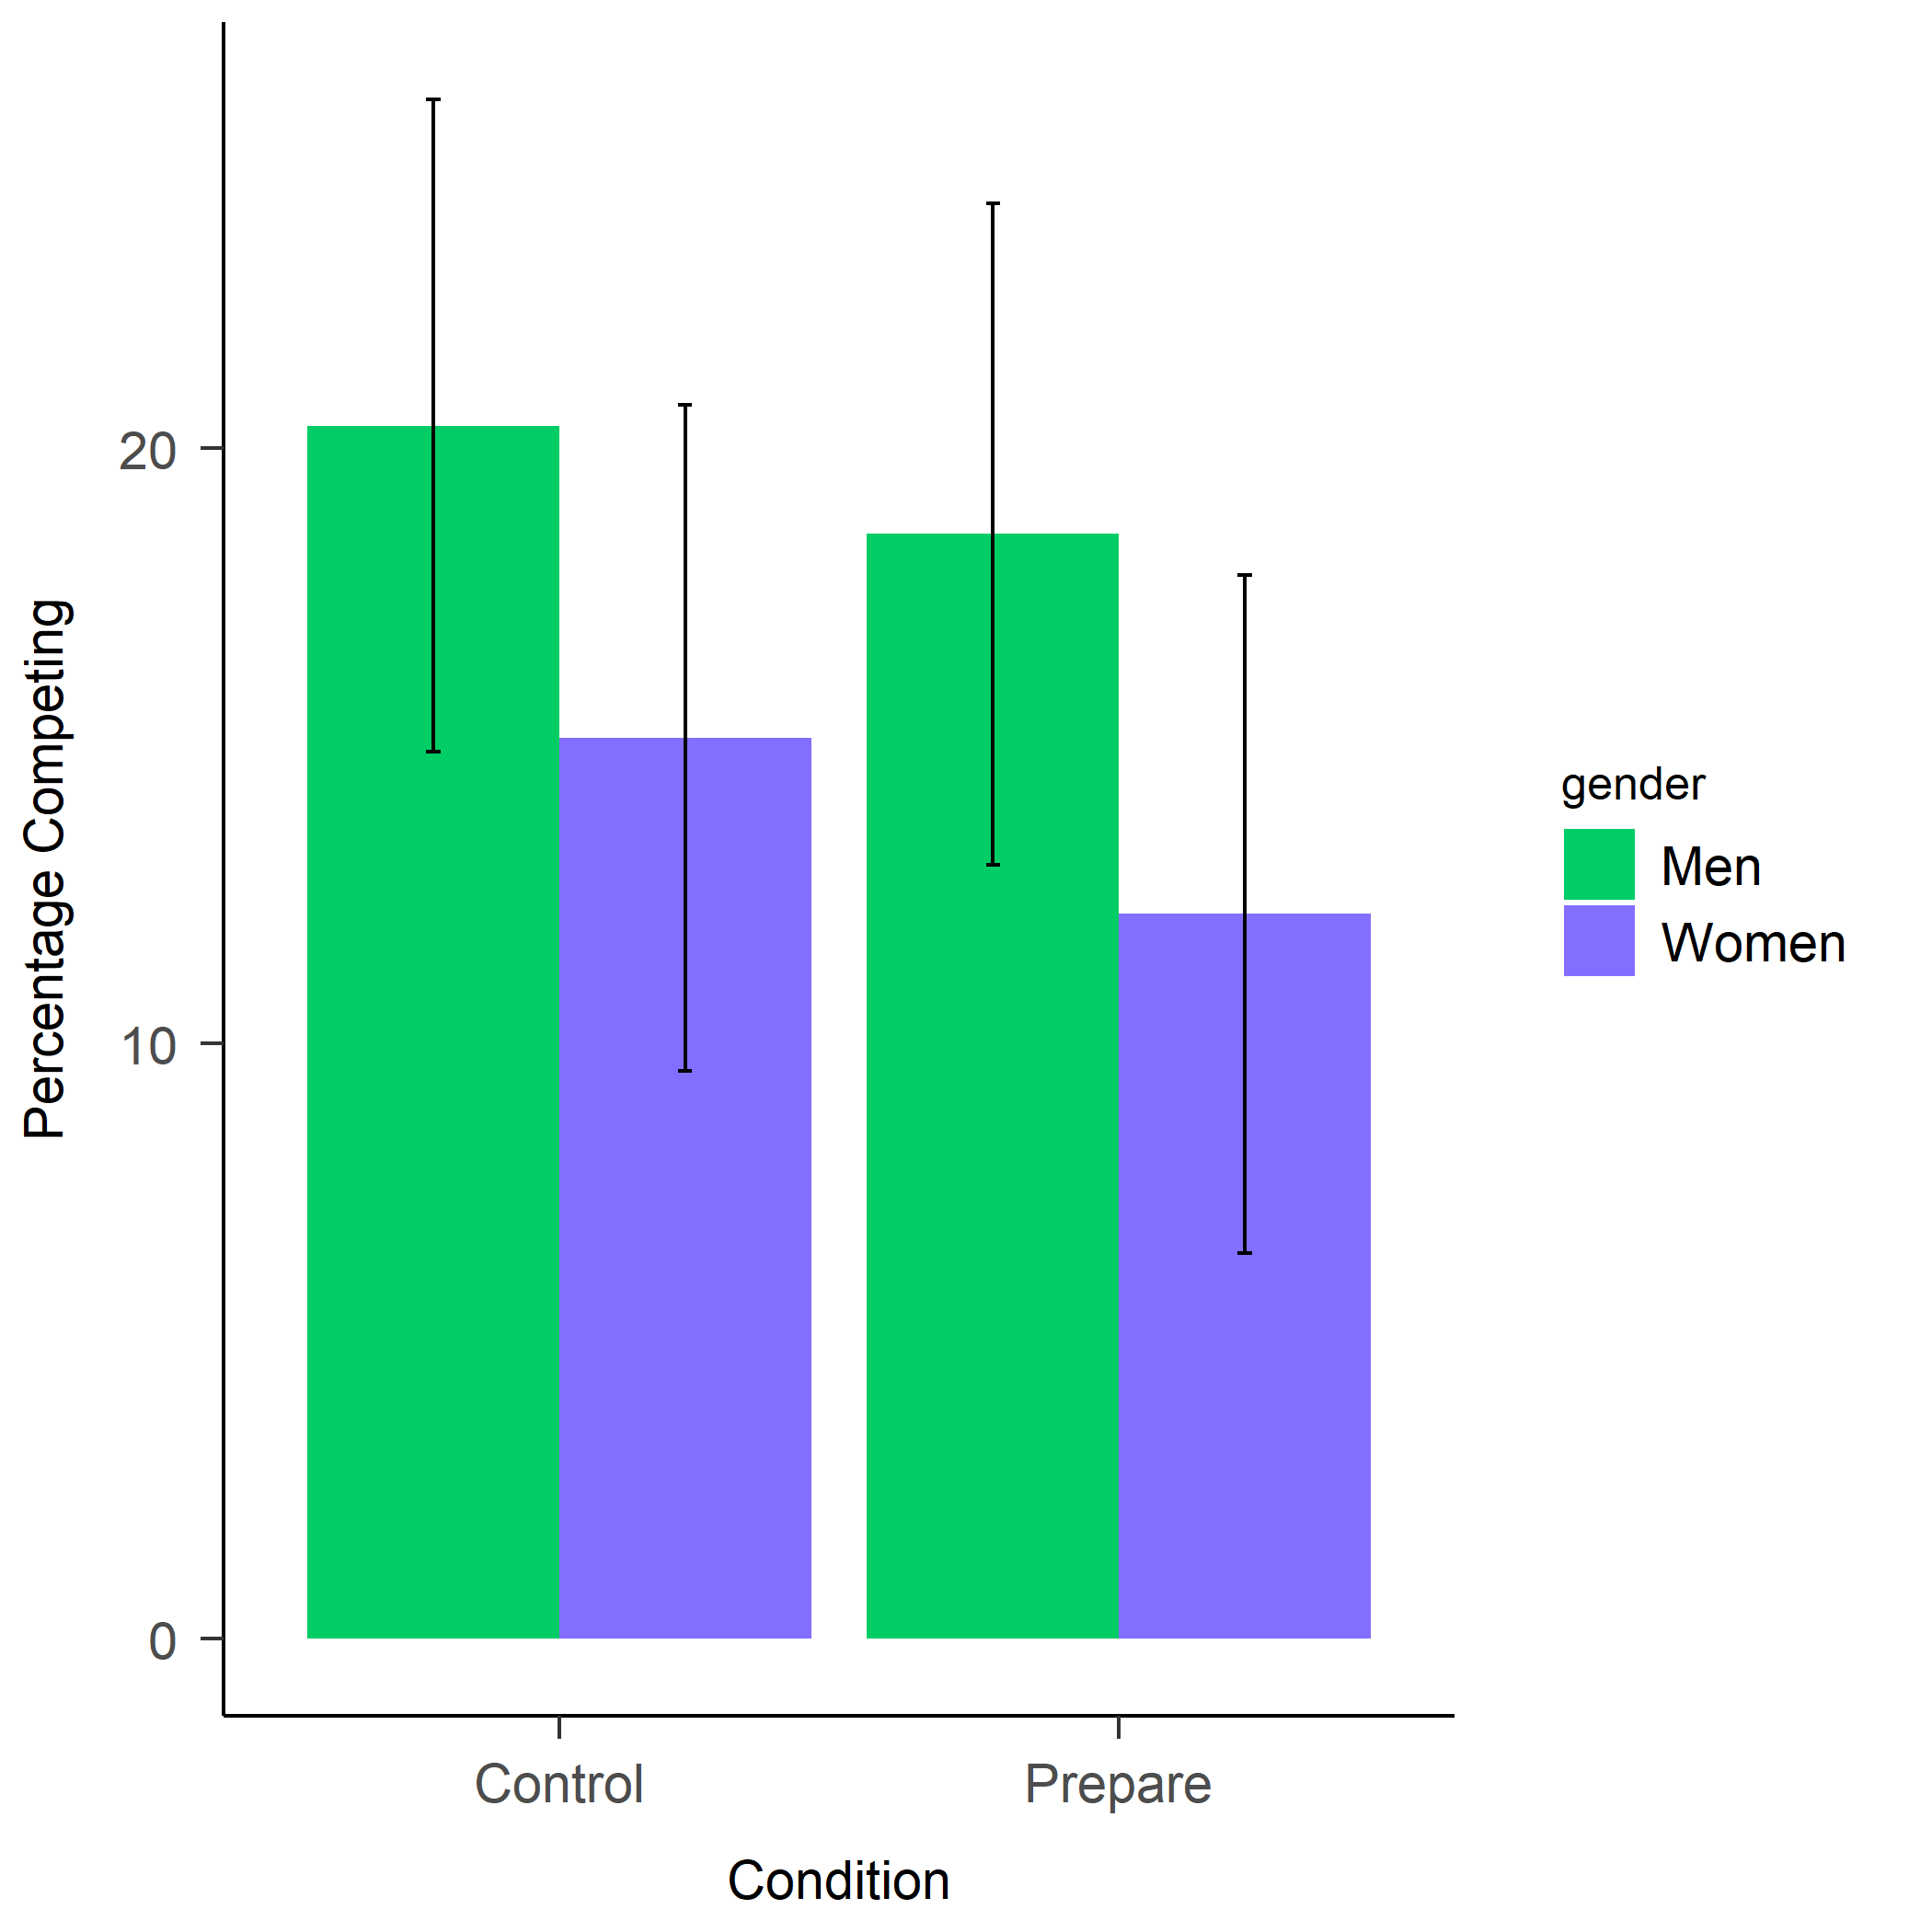 Percentage Competing
20
10
0
Control
Prepare
Condition
gender
Men
Women